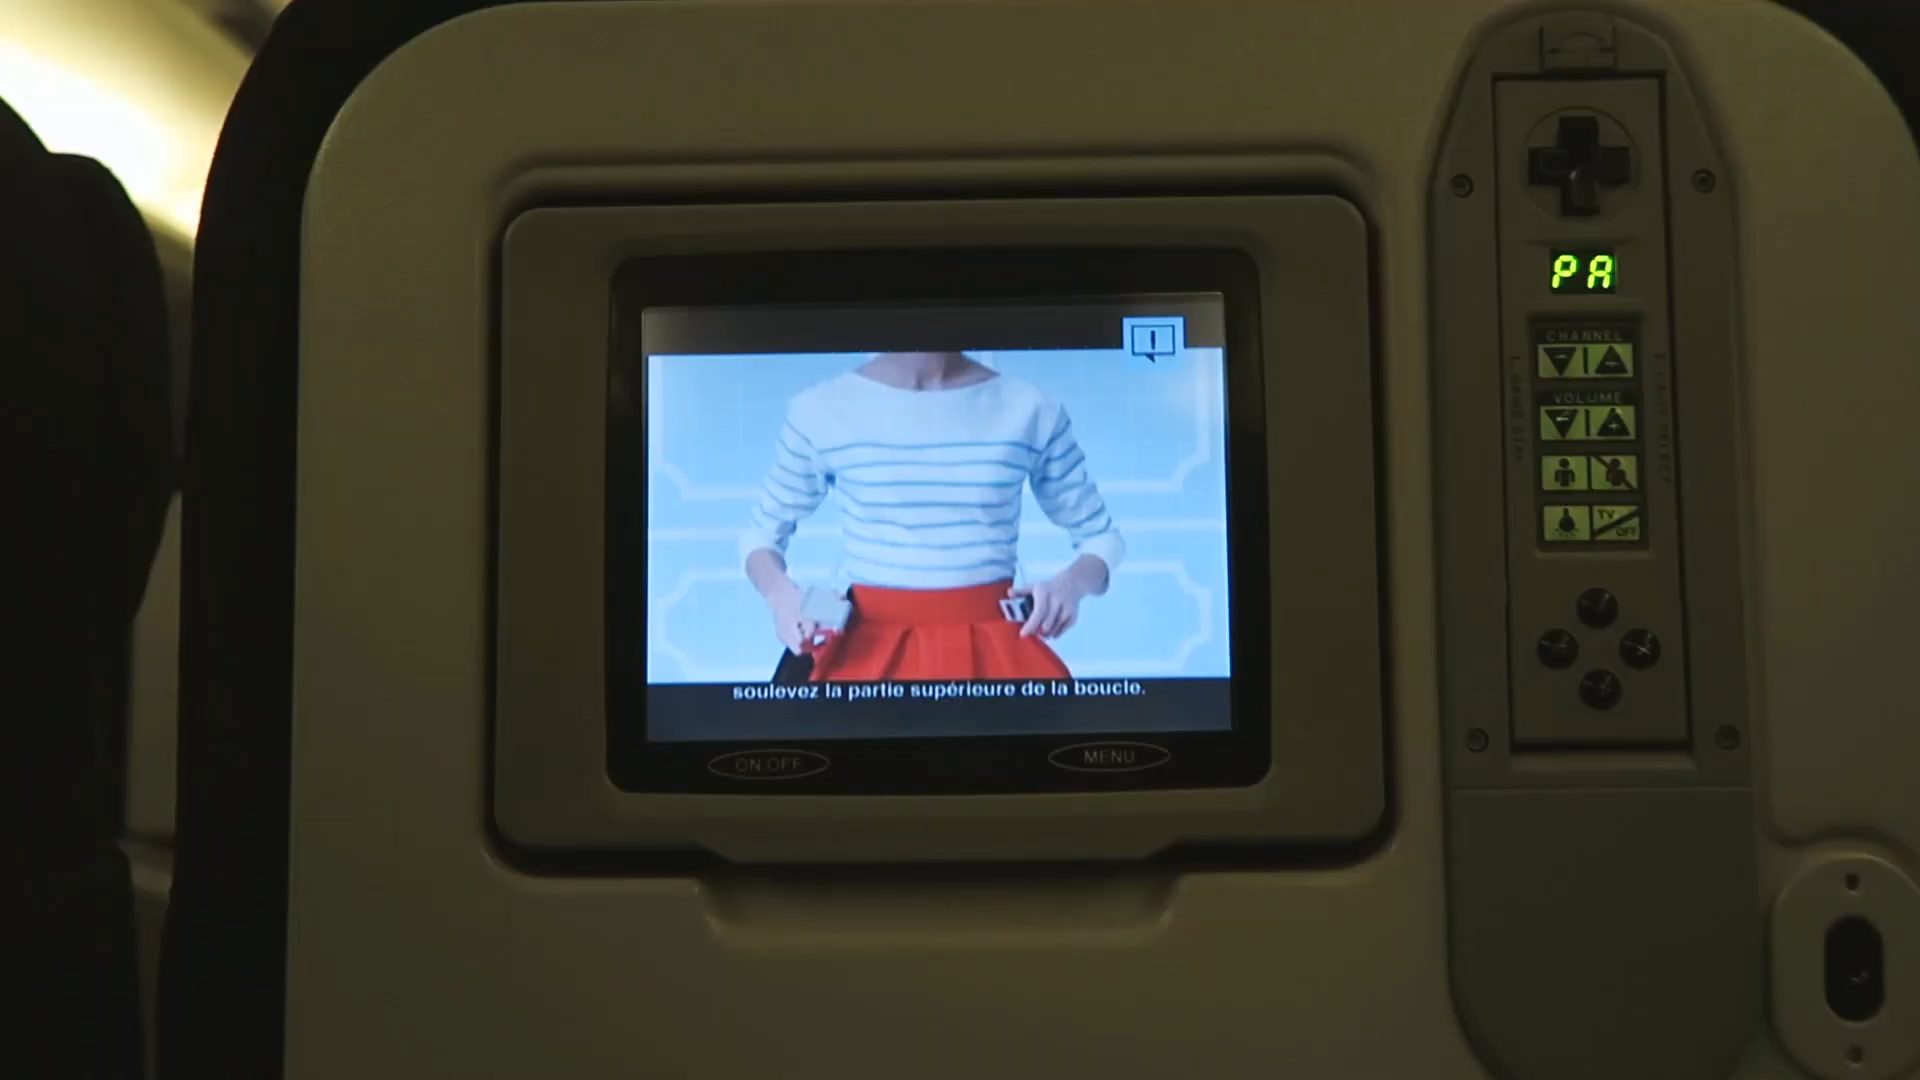 PA
CHANNEL
VOLUME
TV
OFF
!
soulevez la partie supérieure de la boucle.
ON OFF
MENU